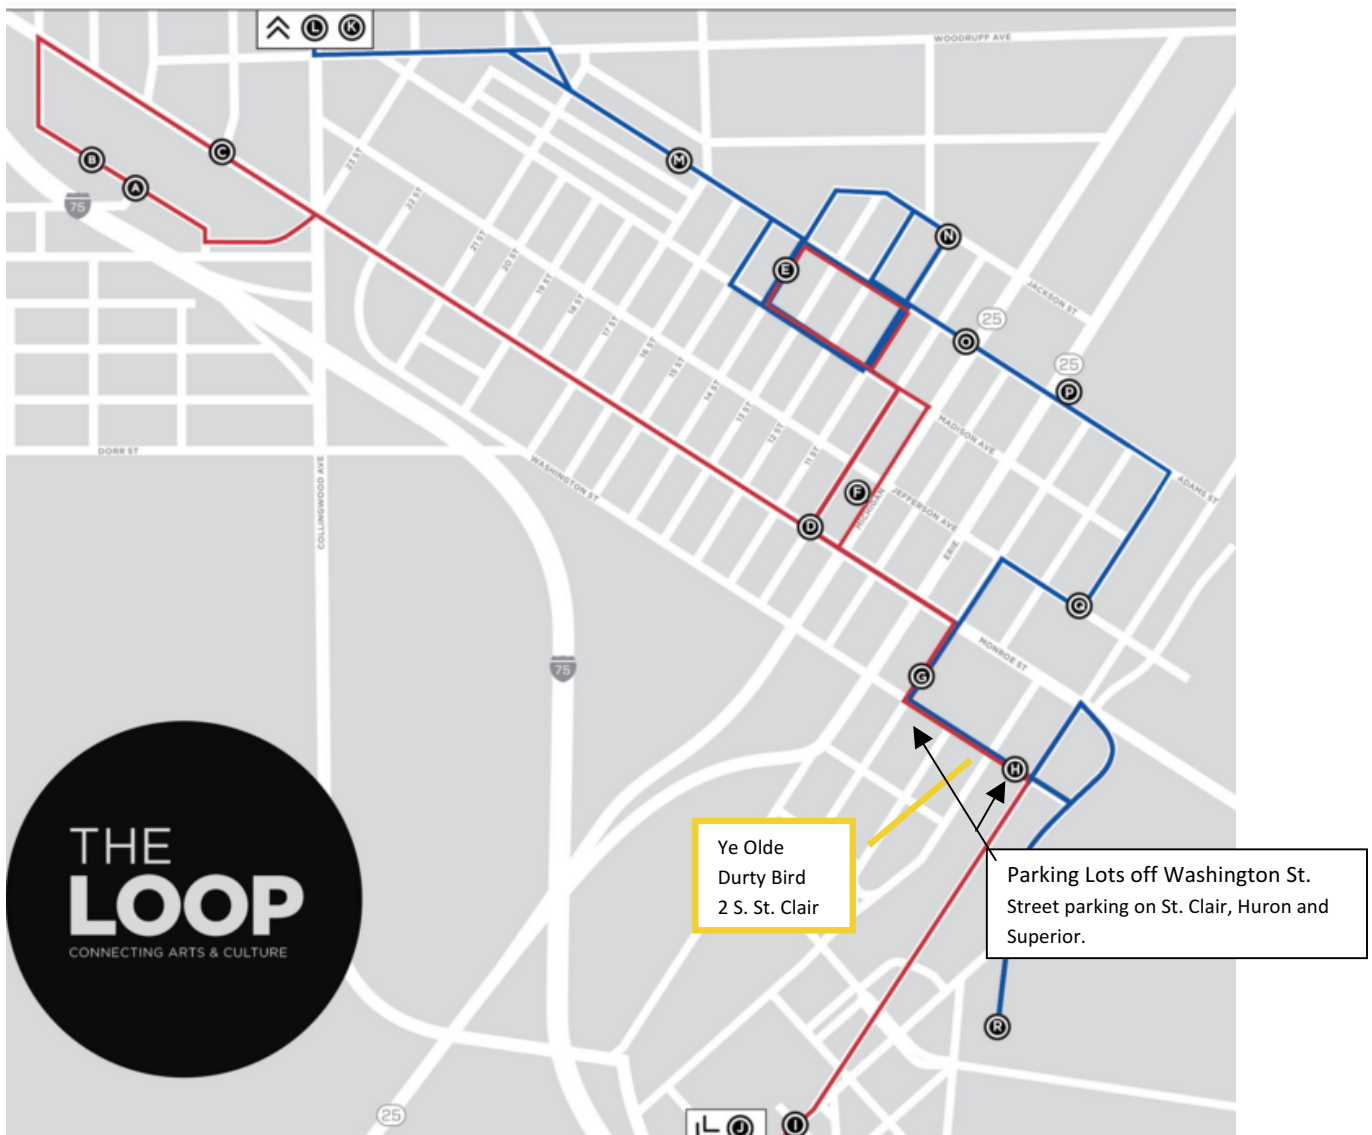 L K
WOODRUFF AVE
B
A
C
M
75
23 ST
22 ST
21 ST
20 ST
19 ST
18 ST
17 ST
16 ST
15 ST
14 ST
13 ST
12 ST
11 ST
E
N
JACKSON ST
25
O
25
P
MADISON AVE
ADAMS ST
DORR ST
COLLINGWOOD AVE
WASHINGTON ST
F
MICHIGAN
JEFFERSON AVE
D
ERIE
Q
MONROE ST
75
G
H
THE
LOOP
CONNECTING ARTS & CULTURE
Ye Olde
Durty Bird
2 S. St. Clair
Parking Lots off Washington St.
Street parking on St. Clair, Huron and
Superior.
R
25
J
I